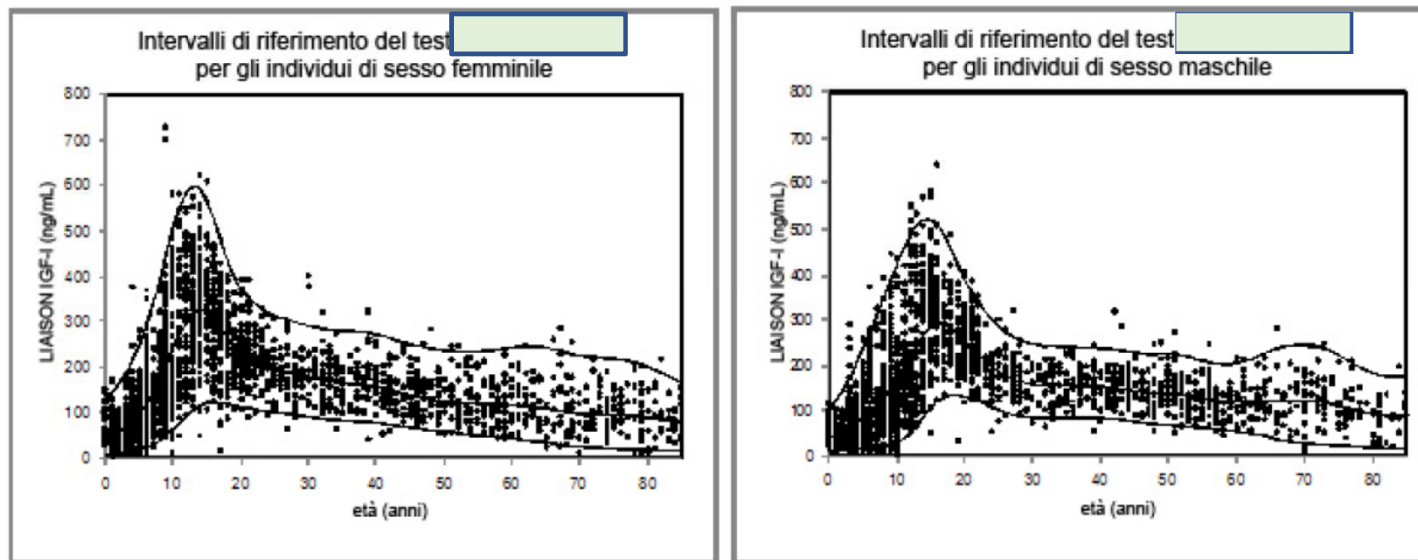 Intervalli di riferimento del test
per gli individui di sesso femminile
800
700
600
500
400
300
200
100
0
LIAISON IGF-I (ng/mL)
0 10 20 30 40 50 60 70 80
età (anni)
Intervalli di riferimento del test
per gli individui di sesso maschile
800
700
600
500
400
300
200
100
0
LIAISON IGF-I (ng/mL)
0 10 20 30 40 50 60 70 80
età (anni)